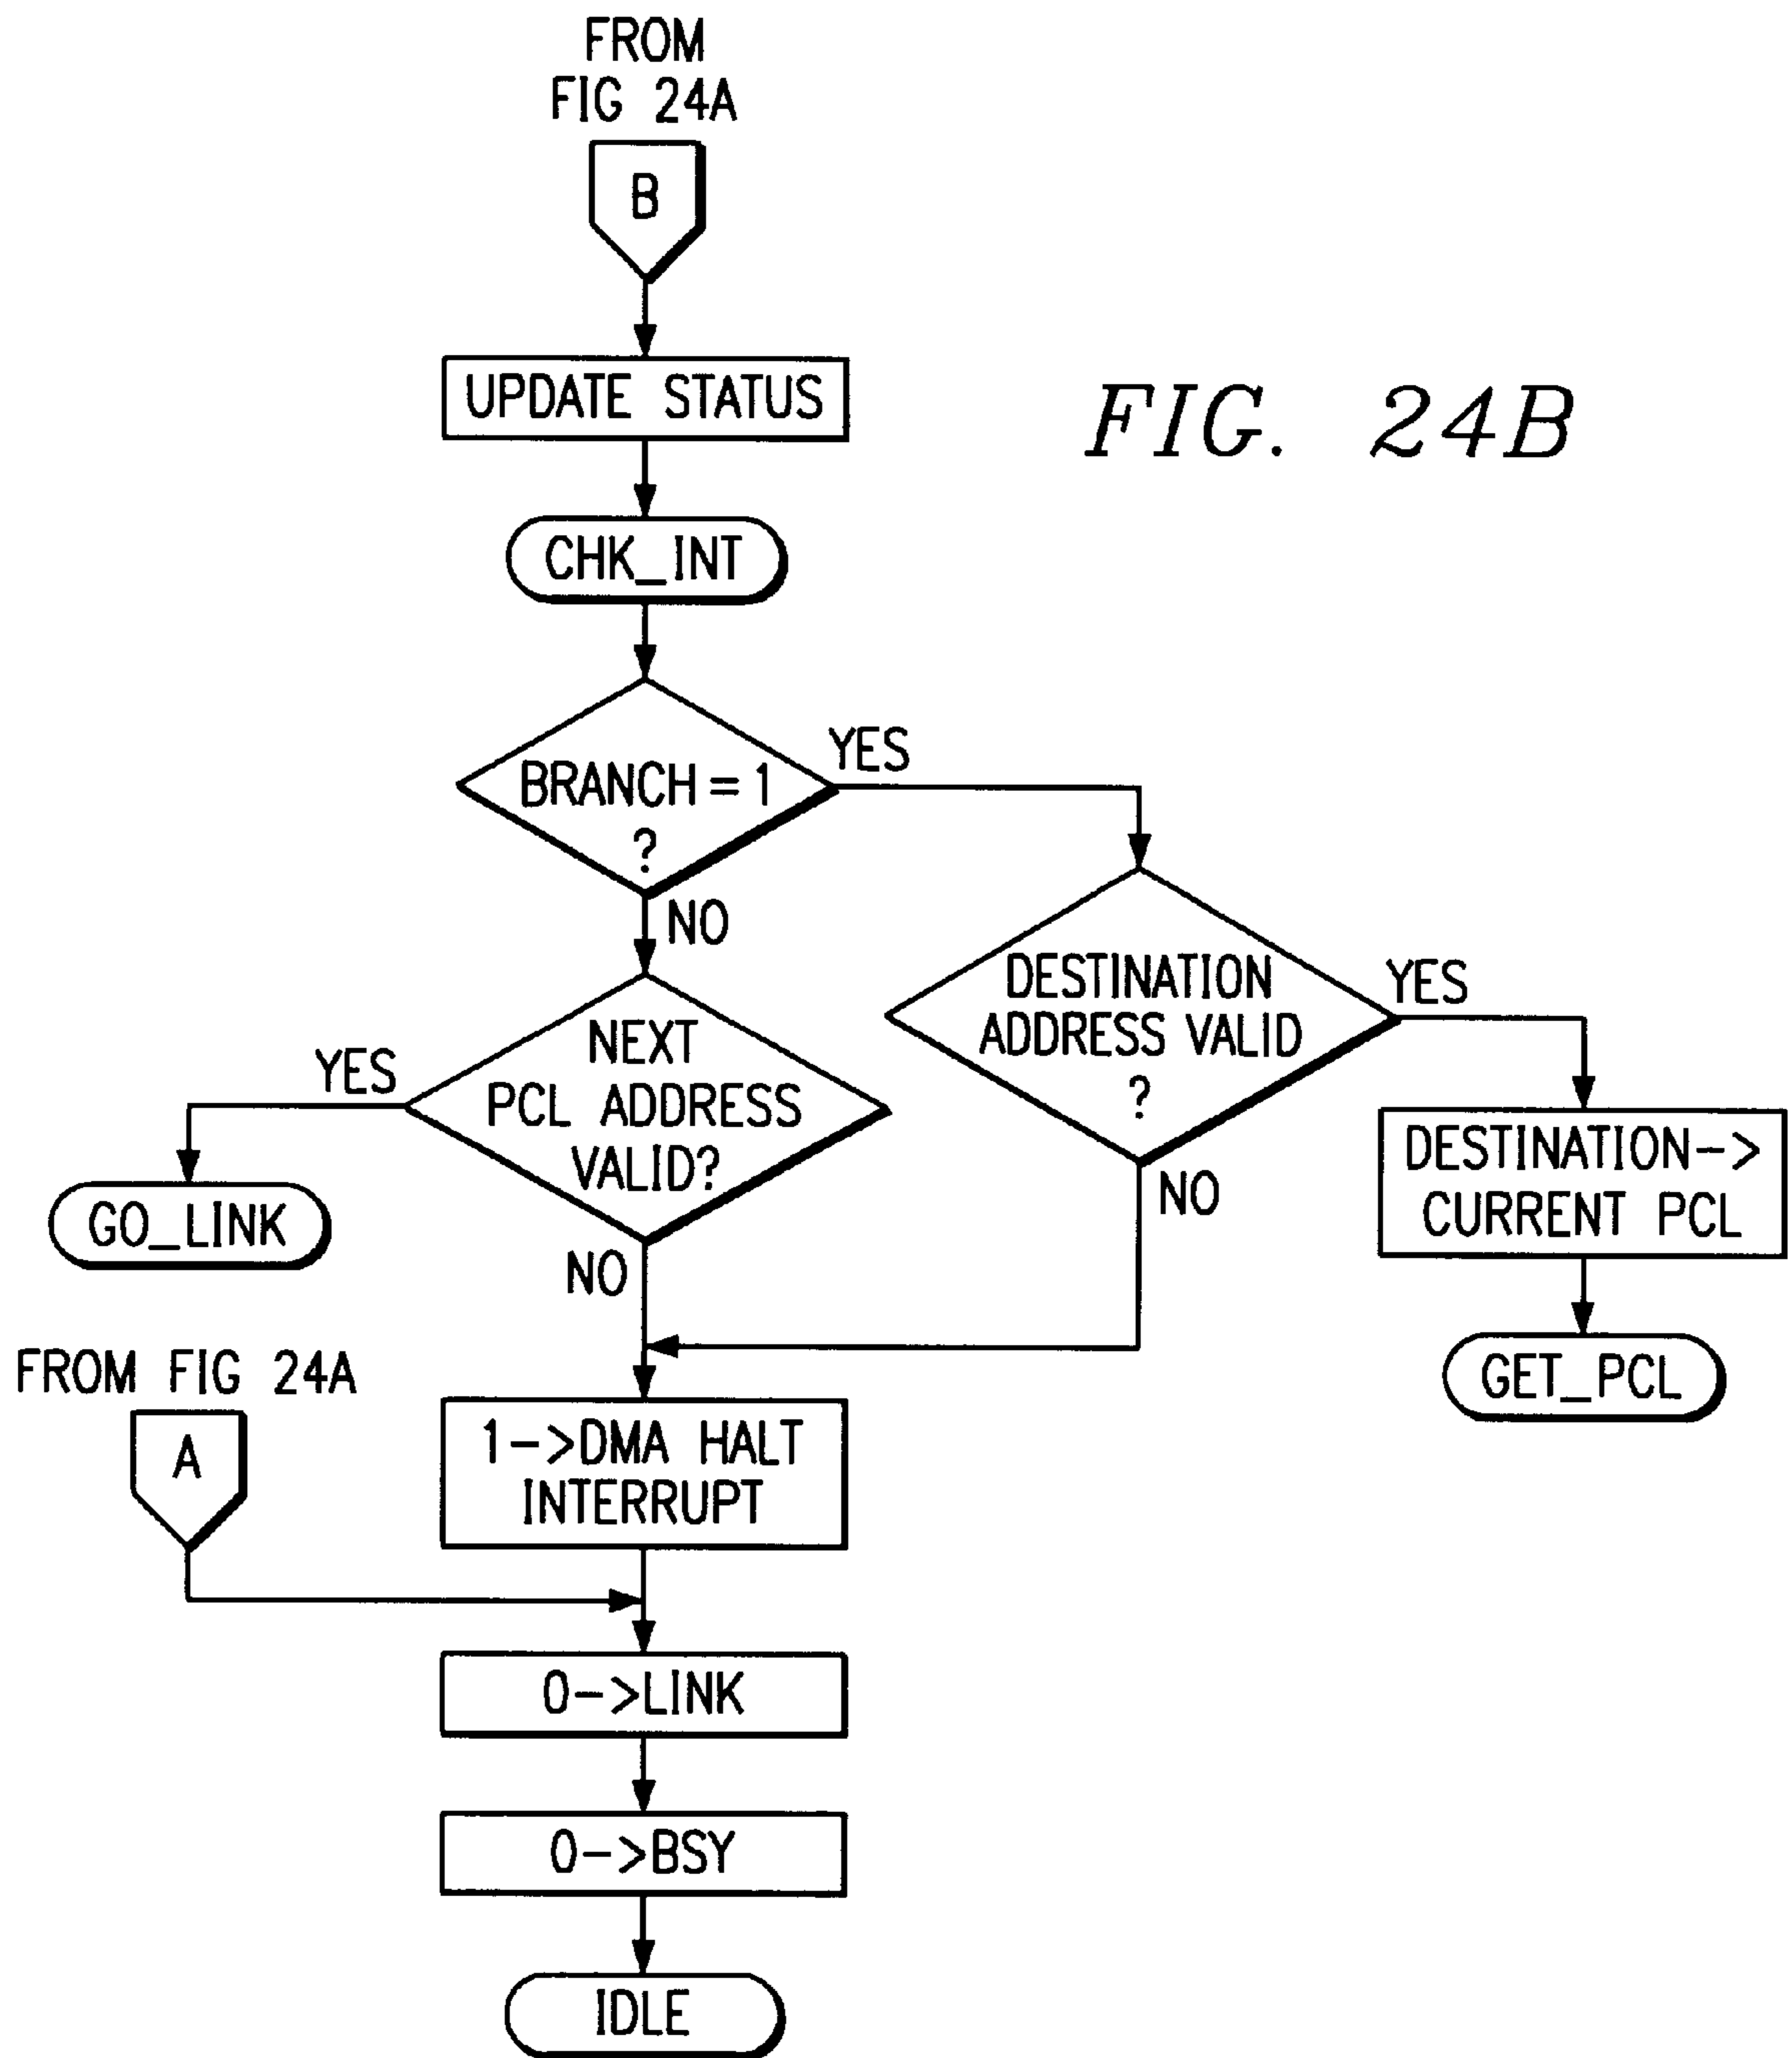 FROM
FIG 24A
B
UPDATE STATUS
FIG. 24B
CHK_INT
BRANCH = 1
?
YES
NO
DESTINATION
ADDRESS VALID
?
YES
NO
NEXT
PCL ADDRESS
VALID?
YES
NO
GO_LINK
DESTINATION->
CURRENT PCL
GET_PCL
FROM FIG 24A
A
1->DMA HALT
INTERRUPT
0->LINK
0->BSY
IDLE